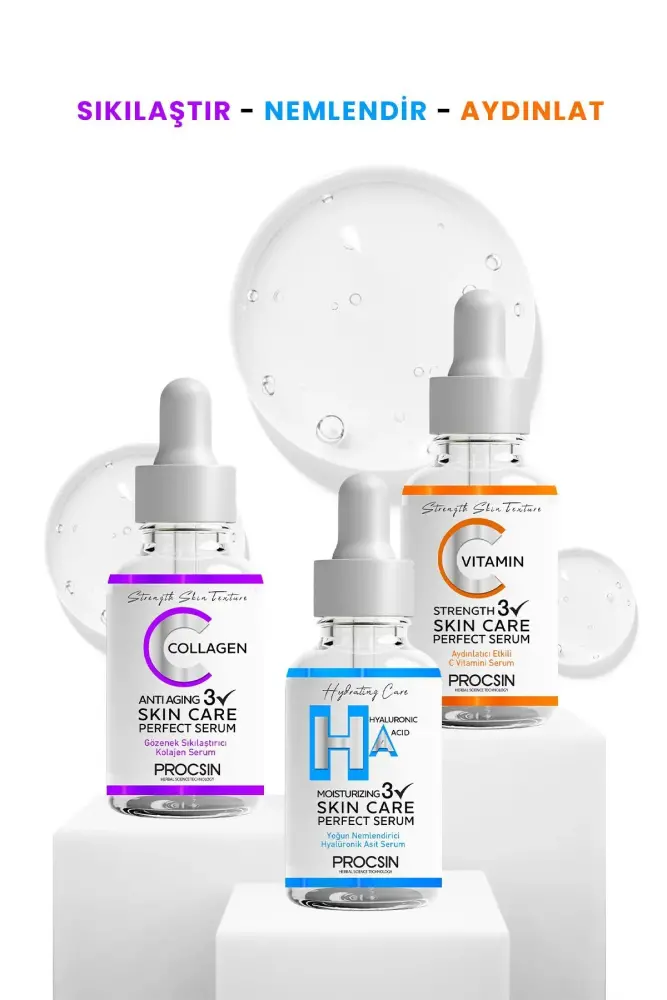 SIKILAŞTIR - NEMLENDİR - AYDINLAT
Strength Skin Texture
C COLLAGEN
ANTI AGING 3✓
SKIN CARE
PERFECT SERUM
Gözenek Sıkılaştırıcı
Kolajen Serum
PROCSIN
HERBAL SCIENCE TECHNOLOGY
Hydrating Care
HA HYALURONIC
ACID
MOISTURIZING 3✓
SKIN CARE
PERFECT SERUM
Yoğun Nemlendirici
Hyalüronik Asit Serum
PROCSIN
HERBAL SCIENCE TECHNOLOGY
Strength Skin Texture
C VITAMIN
STRENGTH 3✓
SKIN CARE
PERFECT SERUM
Aydınlatıcı Etkili
C Vitamini Serum
PROCSIN
HERBAL SCIENCE TECHNOLOGY